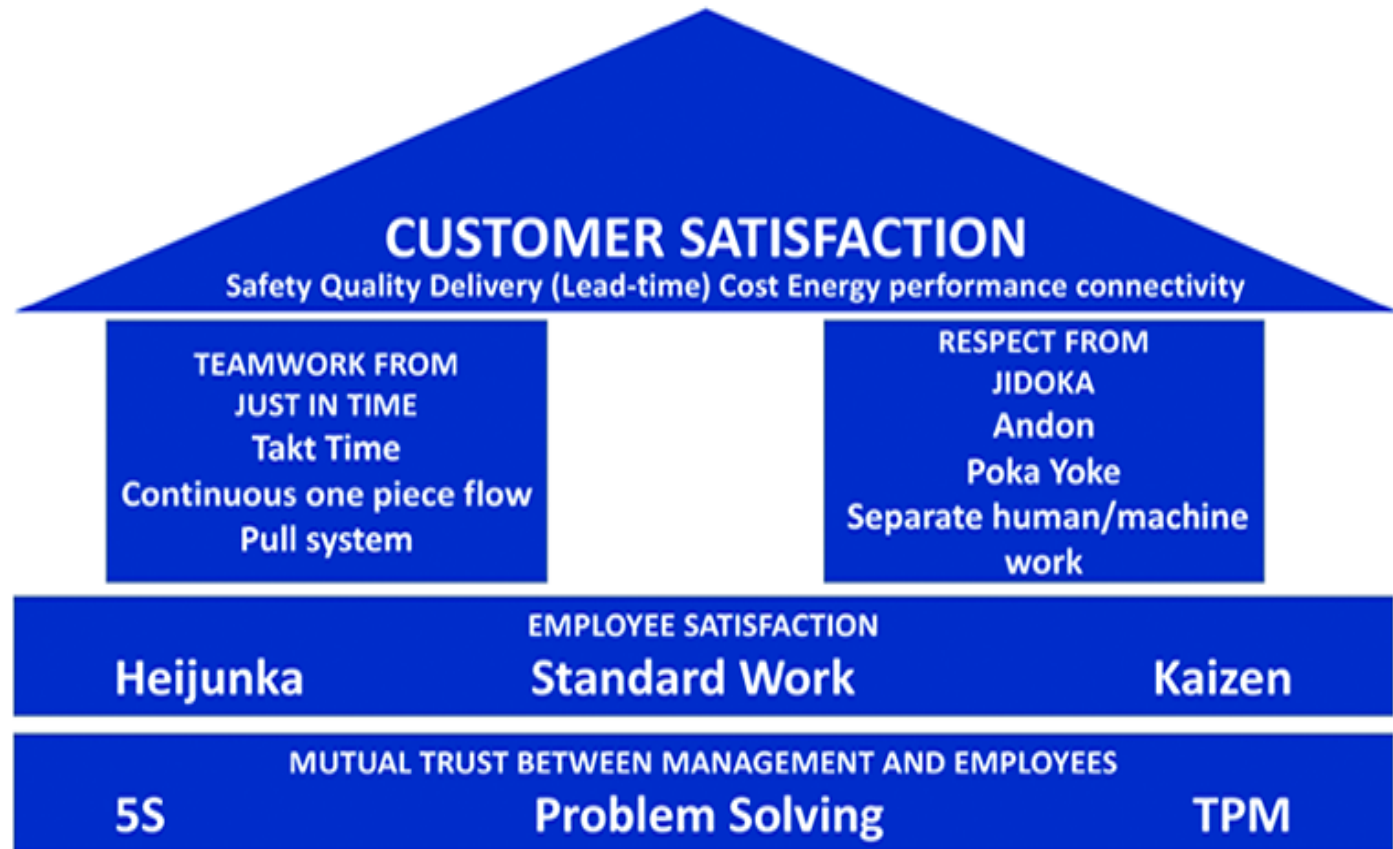 CUSTOMER SATISFACTION
Safety Quality Delivery (Lead-time) Cost Energy performance connectivity
TEAMWORK FROM
JUST IN TIME
Takt Time
Continuous one piece flow
Pull system
RESPECT FROM
JIDOKA
Andon
Poka Yoke
Separate human/machine
work
EMPLOYEE SATISFACTION
Heijunka Standard Work Kaizen
MUTUAL TRUST BETWEEN MANAGEMENT AND EMPLOYEES
5S Problem Solving TPM